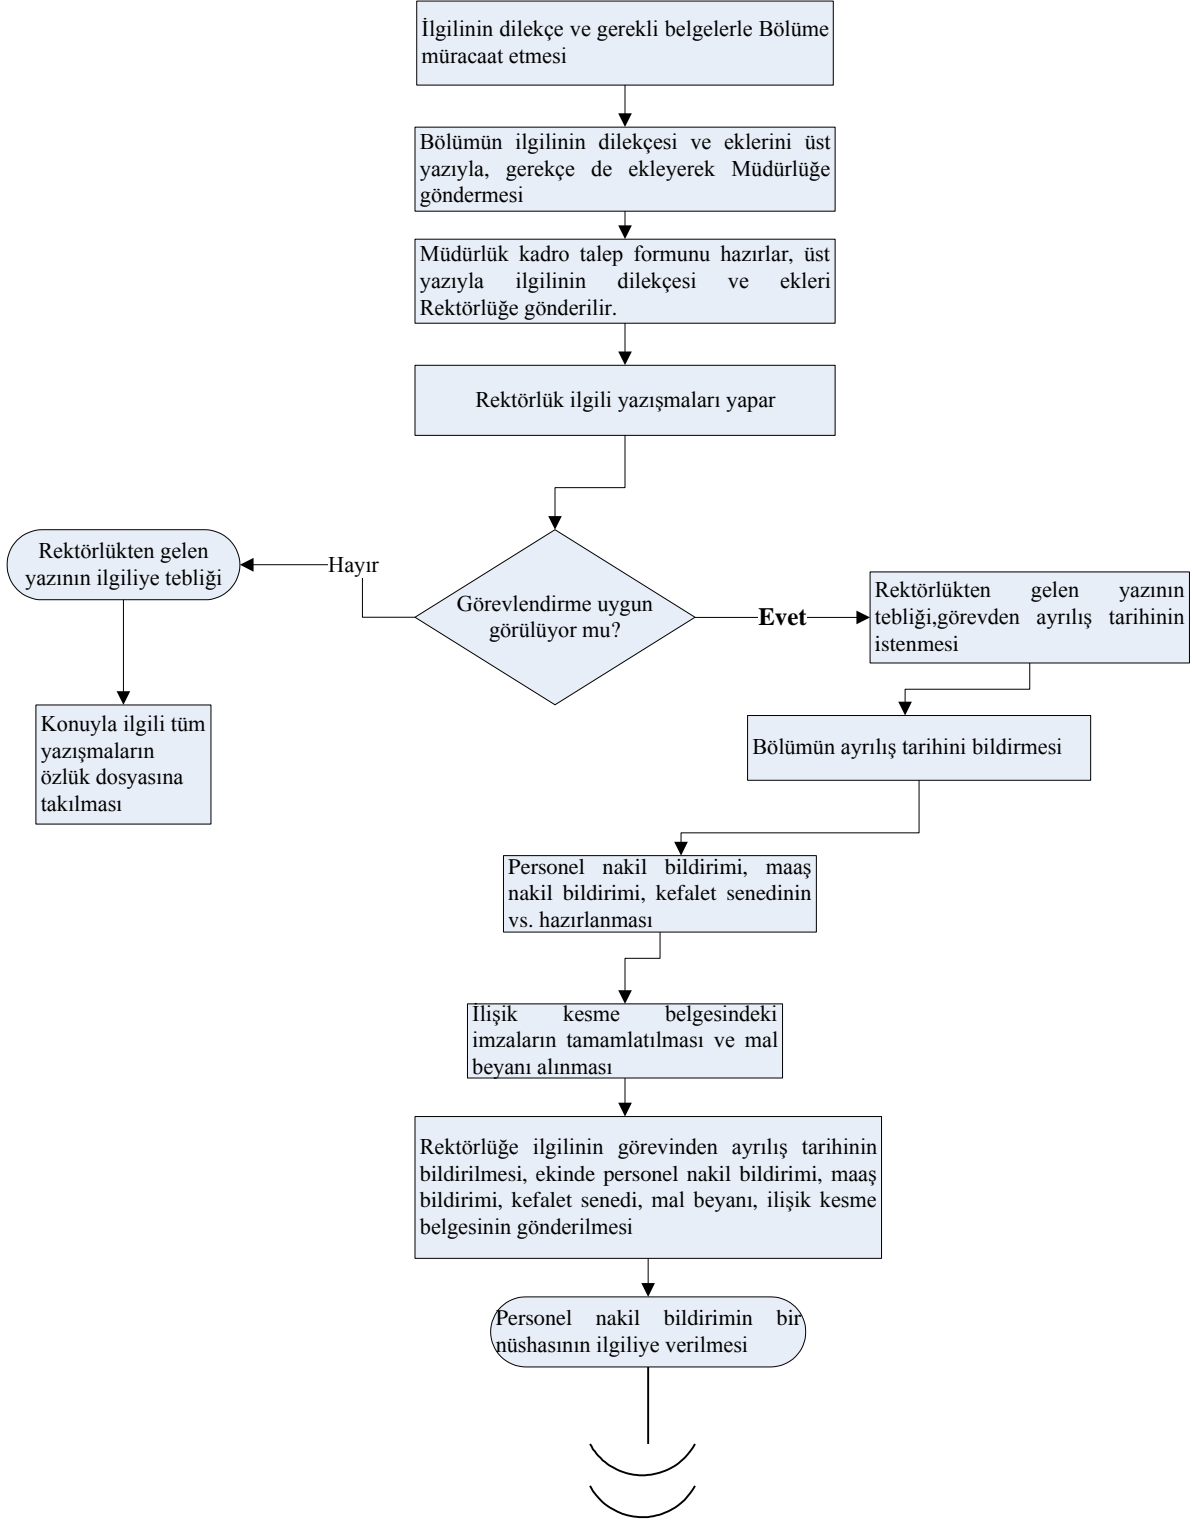 İlgilinin dilekçe ve gerekli belgelerle Bölüme
müracaat etmesi
Bölümün ilgilinin dilekçesi ve eklerini üst
yazıyla, gerekçe de ekleyerek Müdürlüğe
göndermesi
Müdürlük kadro talep formunu hazırlar, üst
yazıyla ilgilinin dilekçesi ve ekleri
Rektörlüğe gönderilir.
Rektörlük ilgili yazışmaları yapar
Görevlendirme uygun
görülüyor mu?
Hayır
Rektörlükten gelen
yazının ilgiliye tebliği
Konuyla ilgili tüm
yazışmaların
özlük dosyasına
takılması
Evet
Rektörlükten gelen yazının
tebliği,görevden ayrılış tarihinin
istenmesi
Bölümün ayrılış tarihini bildirmesi
Personel nakil bildirimi, maaş
nakil bildirimi, kefalet senedinin
vs. hazırlanması
İlişik kesme belgesindeki
imzaların tamamlatılması ve mal
beyanı alınması
Rektörlüğe ilgilinin görevinden ayrılış tarihinin
bildirilmesi, ekinde personel nakil bildirimi, maaş
bildirimi, kefalet senedi, mal beyanı, ilişik kesme
belgesinin gönderilmesi
Personel nakil bildirimin bir
nüshasının ilgiliye verilmesi